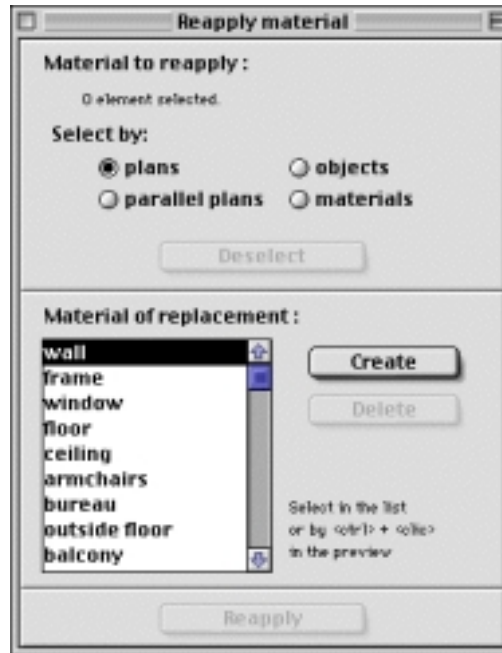 Reapply material
Material to reapply :
0 element selected.
Select by:
plans
objects
parallel plans
materials
Deselect
Material of replacement :
wall
frame
window
floor
ceiling
armchairs
bureau
outside floor
balcony
Create
Delete
Select in the list
or by <ctrl> + <clic>
in the preview
Reapply